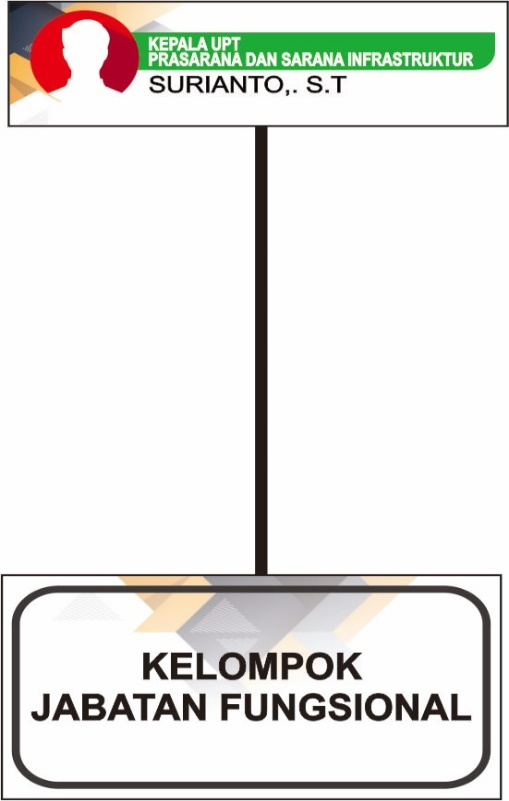 KEPALA UPT
PRASARANA DAN SARANA INFRASTRUKTUR
SURIANTO,. S.T
KELOMPOK
JABATAN FUNGSIONAL